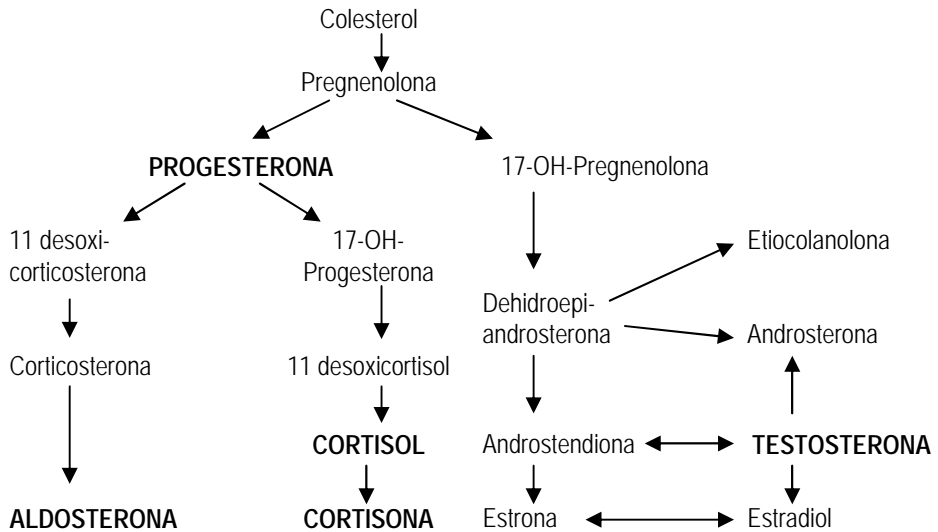 Colesterol
Pregnenolona
PROGESTERONA
17-OH-Pregnenolona
11 desoxi-
corticosterona
17-OH-
Progesterona
Etiocolanolona
Dehidroepi-
androsterona
Androsterona
Corticosterona
11 desoxicortisol
CORTISOL
Androstendiona
TESTOSTERONA
ALDOSTERONA
CORTISONA
Estrona
Estradiol